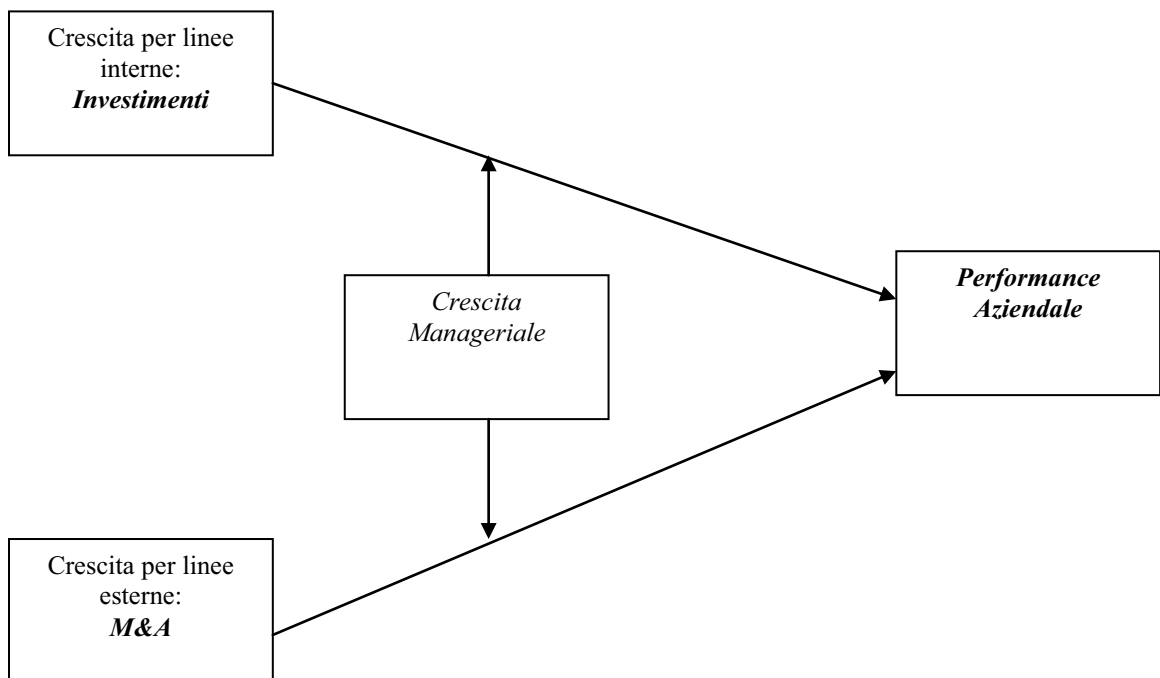 Crescita per linee
interne:
Investimenti
Crescita
Manageriale
Performance
Aziendale
Crescita per linee
esterne:
M&A